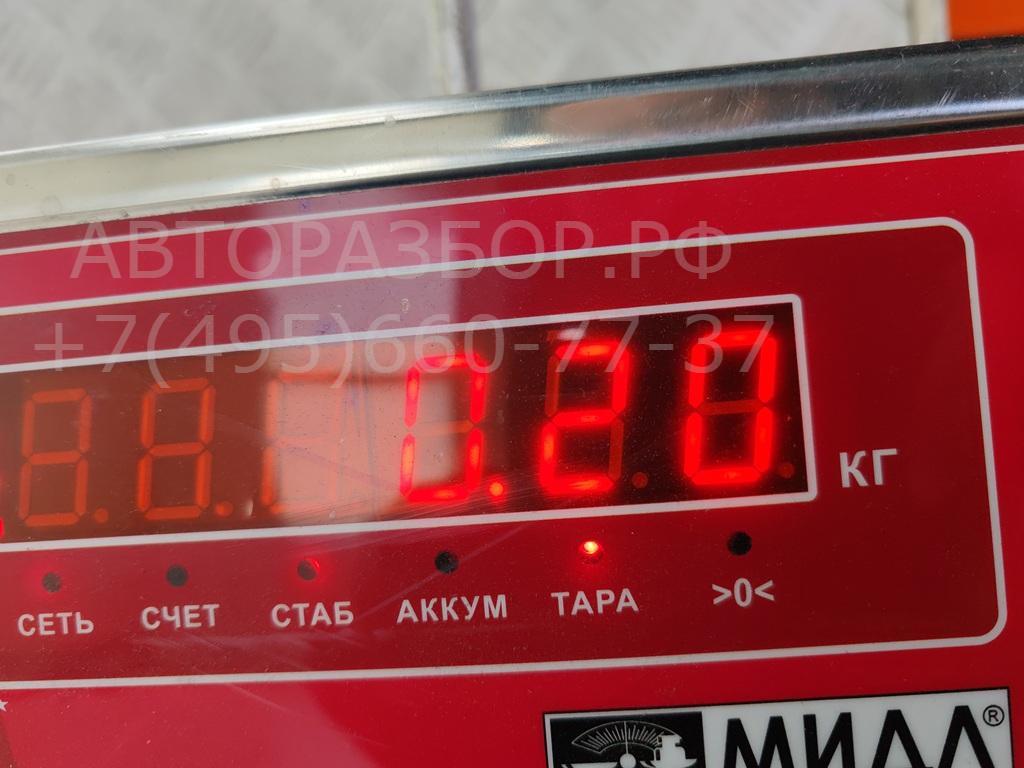 АВТОРАЗБОР.РФ
+7(495)660-77-37
0.20
КГ
СЕТЬ СЧЕТ СТАБ АККУМ ТАРА >0<
МИДЛ®